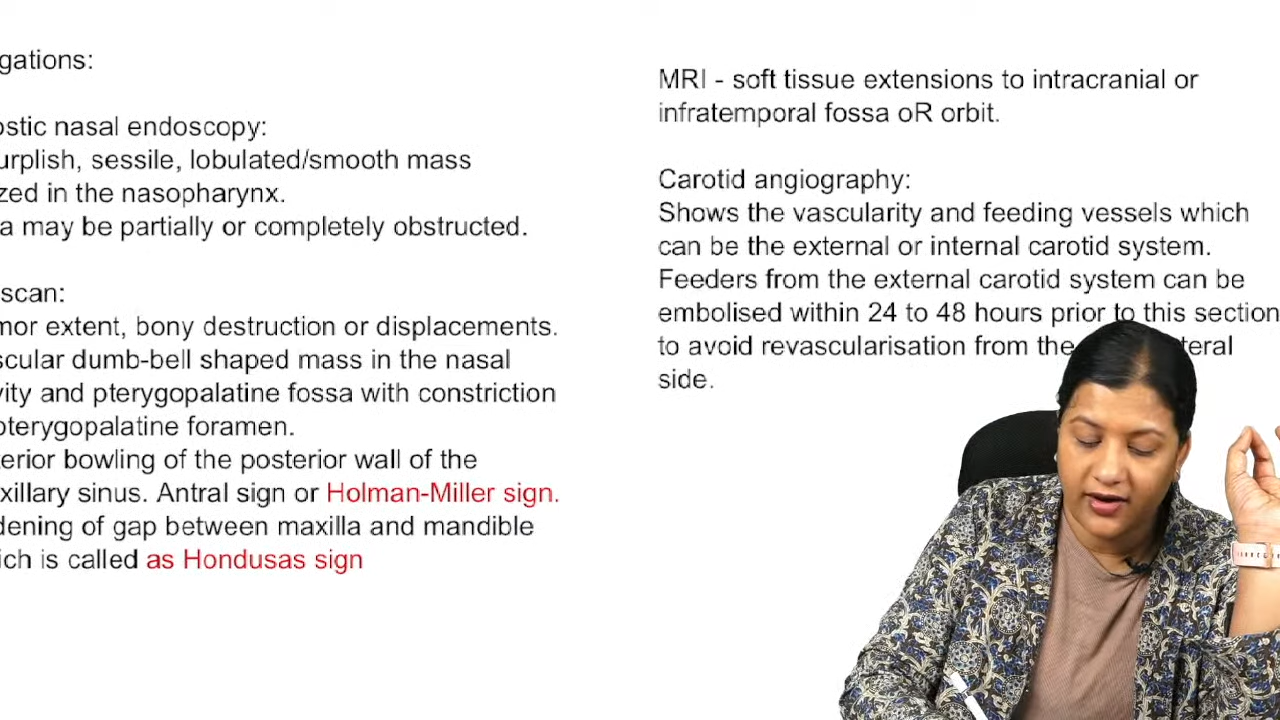 gations:
ostic nasal endoscopy:
urplish, sessile, lobulated/smooth mass
zed in the nasopharynx.
a may be partially or completely obstructed.
scan:
mor extent, bony destruction or displacements.
scular dumb-bell shaped mass in the nasal
vity and pterygopalatine fossa with constriction
pterygopalatine foramen.
terior bowling of the posterior wall of the
xillary sinus. Antral sign or Holman-Miller sign.
dening of gap between maxilla and mandible
ich is called as Hondusas sign
MRI - soft tissue extensions to intracranial or
infratemporal fossa oR orbit.
Carotid angiography:
Shows the vascularity and feeding vessels which
can be the external or internal carotid system.
Feeders from the external carotid system can be
embolised within 24 to 48 hours prior to this section
to avoid revascularisation from the teral
side.